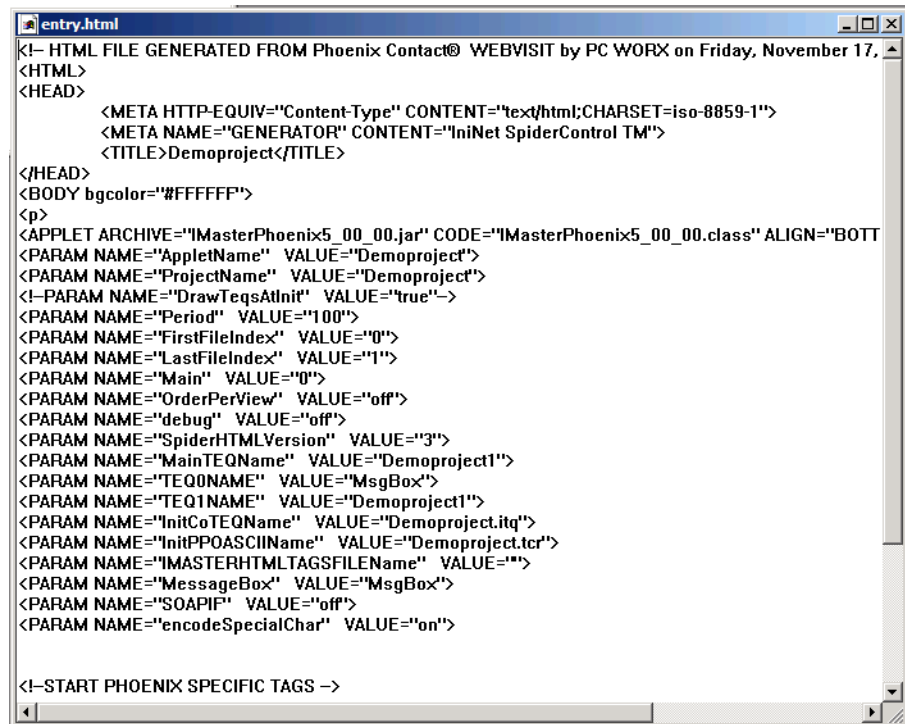 entry.html
<!-- HTML FILE GENERATED FROM Phoenix Contact® WEBVISIT by PC WORX on Friday, November 17,
<HTML>
<HEAD>
<META HTTP-EQUIV="Content-Type" CONTENT="text/html;CHARSET=iso-8859-1">
<META NAME="GENERATOR" CONTENT="IniNet SpiderControl TM">
<TITLE>Demoproject</TITLE>
</HEAD>
<BODY bgcolor="#FFFFFF">
<p>
<APPLET ARCHIVE="IMasterPhoenix5_00_00.jar" CODE="IMasterPhoenix5_00_00.class" ALIGN="BOTT
<PARAM NAME="AppletName" VALUE="Demoproject">
<PARAM NAME="ProjectName" VALUE="Demoproject">
<!--PARAM NAME="DrawTeqsAtInit" VALUE="true"-->
<PARAM NAME="Period" VALUE="100">
<PARAM NAME="FirstFileIndex" VALUE="0">
<PARAM NAME="LastFileIndex" VALUE="1">
<PARAM NAME="Main" VALUE="0">
<PARAM NAME="OrderPerView" VALUE="off">
<PARAM NAME="debug" VALUE="off">
<PARAM NAME="SpiderHTMLVersion" VALUE="3">
<PARAM NAME="MainTEQName" VALUE="Demoproject1">
<PARAM NAME="TEQ0NAME" VALUE="MsgBox">
<PARAM NAME="TEQ1NAME" VALUE="Demoproject1">
<PARAM NAME="InitCoTEQName" VALUE="Demoproject.itq">
<PARAM NAME="InitPPOASCIIName" VALUE="Demoproject.tcr">
<PARAM NAME="IMASTERHTMLTAGSFILEName" VALUE="">
<PARAM NAME="MessageBox" VALUE="MsgBox">
<PARAM NAME="SOAPIF" VALUE="off">
<PARAM NAME="encodeSpecialChar" VALUE="on">
<!--START PHOENIX SPECIFIC TAGS -->